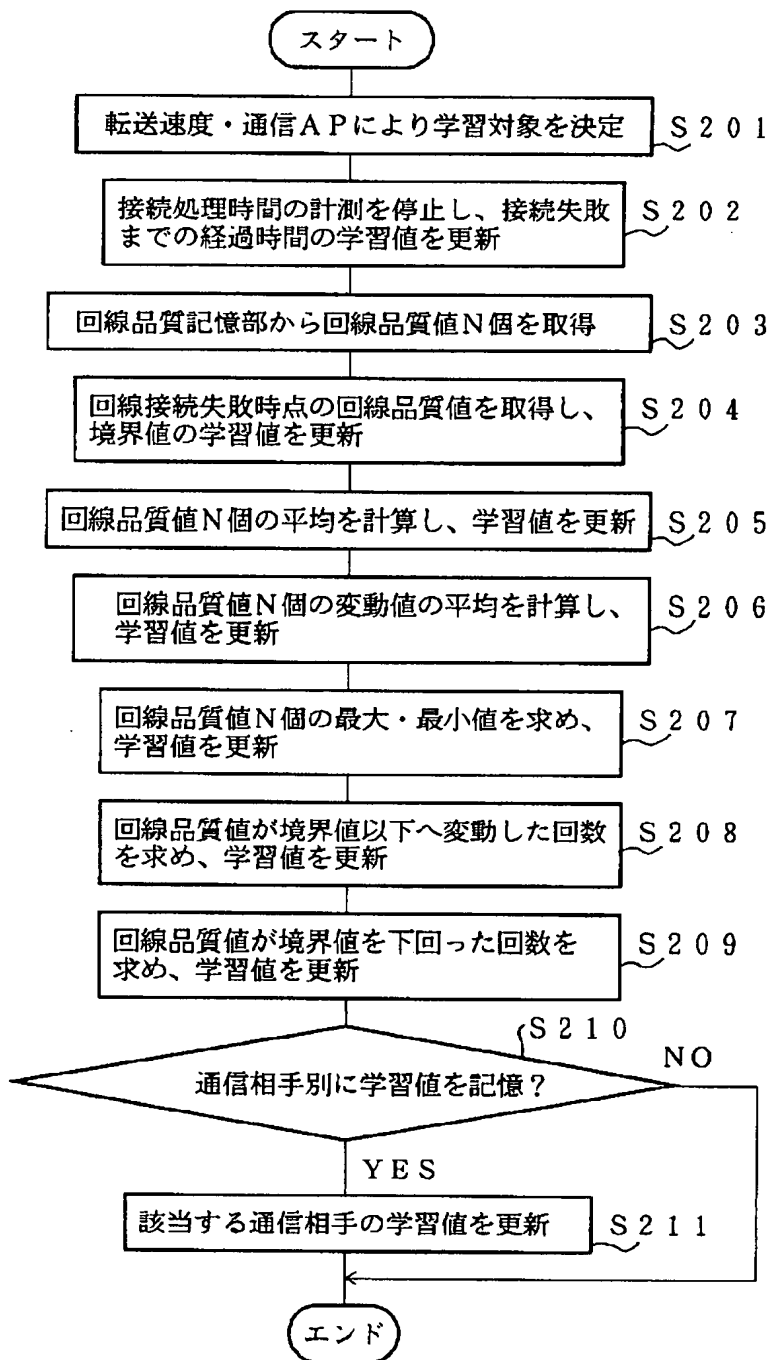 スタート
転送速度・通信APにより学習対象を決定 S201
接続処理時間の計測を停止し、接続失敗 S202
までの経過時間の学習値を更新
回線品質記憶部から回線品質値N個を取得 S203
回線接続失敗時点の回線品質値を取得し、 S204
境界値の学習値を更新
回線品質値N個の平均を計算し、学習値を更新 S205
回線品質値N個の変動値の平均を計算し、 S206
学習値を更新
回線品質値N個の最大・最小値を求め、 S207
学習値を更新
回線品質値が境界値以下へ変動した回数 S208
を求め、学習値を更新
回線品質値が境界値を下回った回数を S209
求め、学習値を更新
S210
NO
通信相手別に学習値を記憶?
YES
該当する通信相手の学習値を更新 S211
エンド